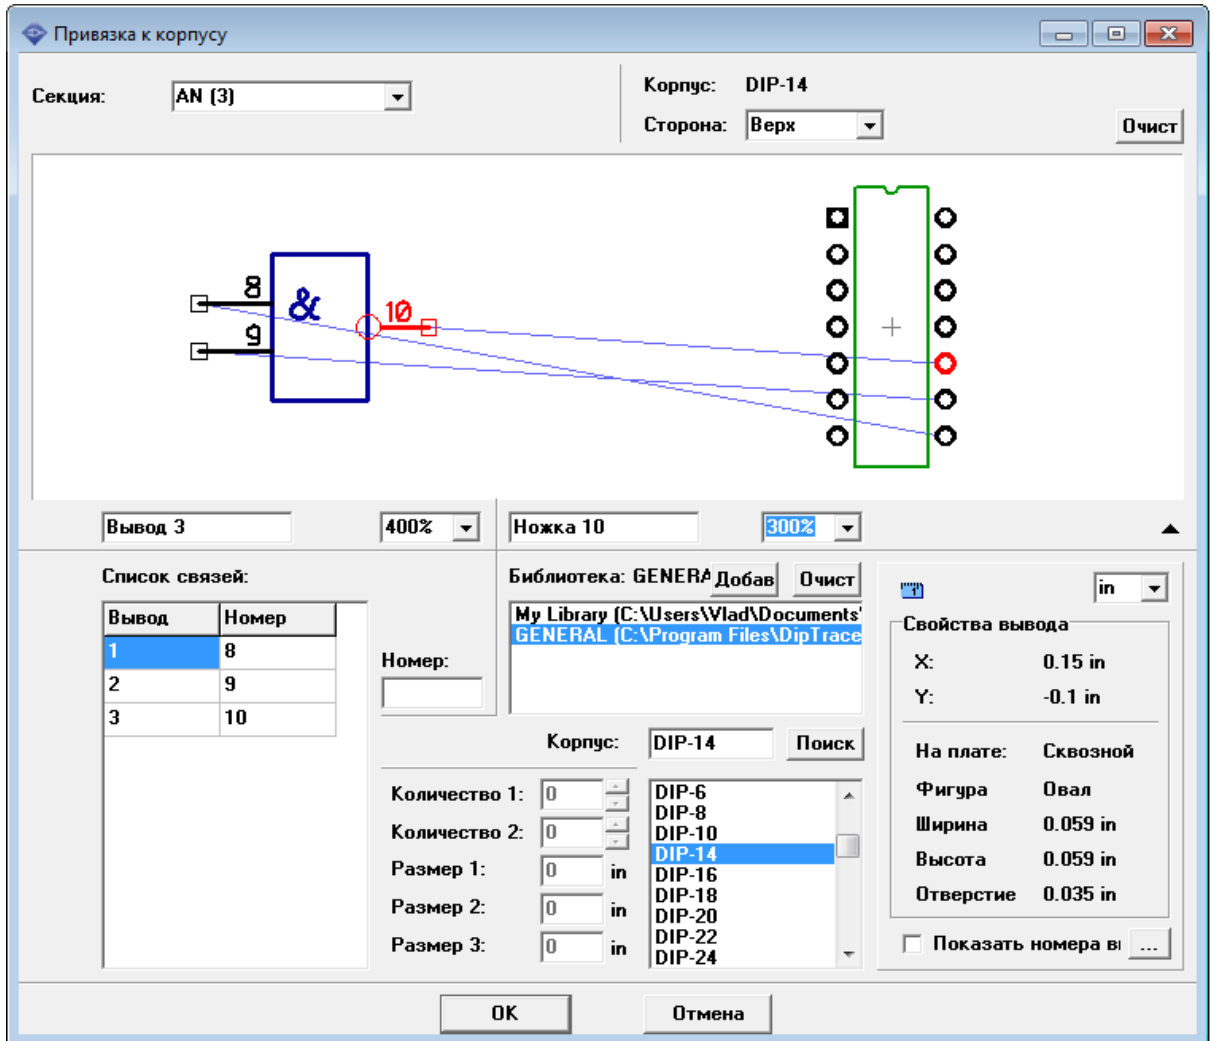 Привязка к корпусу
Секция: AN (3)
Корпус: DIP-14
Сторона: Верх
Очист
8
9
&
10
Вывод 3
400%
Ножка 10
300%
Список связей:
Вывод Номер
1 8
2 9
3 10
Номер:
Библиотека: GENERA
Добав
Очист
My Library (C:\Users\Vlad\Documents'
GENERAL (C:\Program Files\DipTrace
Корпус: DIP-14 Поиск
Количество 1: 0
Количество 2: 0
Размер 1: 0 in
Размер 2: 0 in
Размер 3: 0 in
DIP-6
DIP-8
DIP-10
DIP-14
DIP-16
DIP-18
DIP-20
DIP-22
DIP-24
in
Свойства вывода
X: 0.15 in
Y: -0.1 in
На плате: Сквозной
Фигура Овал
Ширина 0.059 in
Высота 0.059 in
Отверстие 0.035 in
Показать номера ...
OK
Отмена